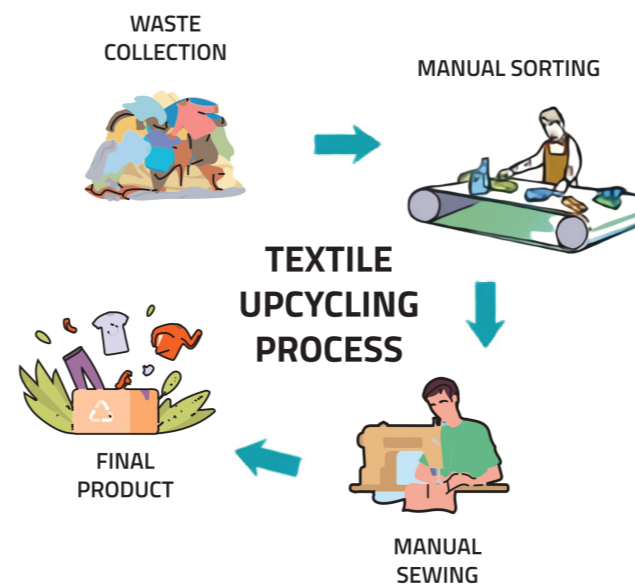 WASTE
COLLECTION
MANUAL SORTING
TEXTILE
UPCYCLING
PROCESS
MANUAL
SEWING
FINAL
PRODUCT